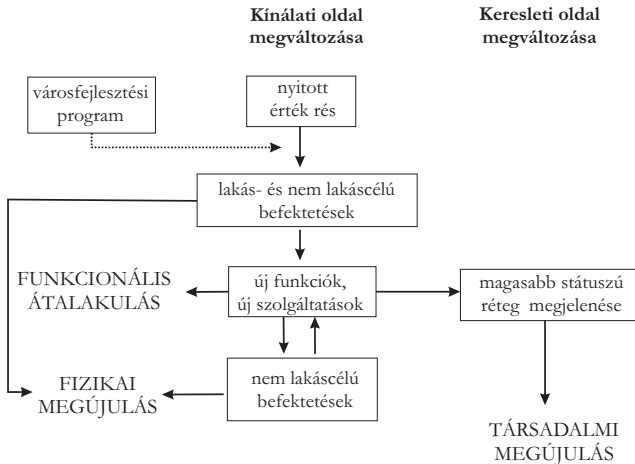 Kínálati oldal
megváltozása
Keresleti oldal
megváltozása
városfejlesztési
program
nyitott
érték rés
lakás- és nem lakáscélú
befektetések
FUNKCIONÁLIS
ÁTALAKULÁS
új funkciók,
új szolgáltatások
magasabb státuszú
réteg megjelenése
FIZIKAI
MEGÚJULÁS
nem lakáscélú
befektetések
TÁRSADALMI
MEGÚJULÁS